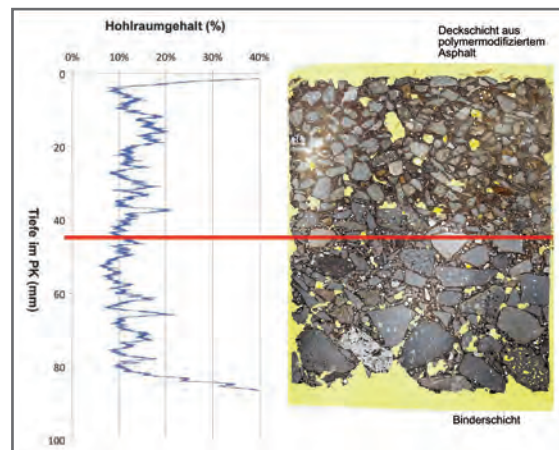 Hohlraumgehalt (%)
0% 10% 20% 30% 40%
0
20
40
60
80
100
Tiefe im PK (mm)
Deckschicht aus
polymermodifiziertem
Asphalt
Binderschicht